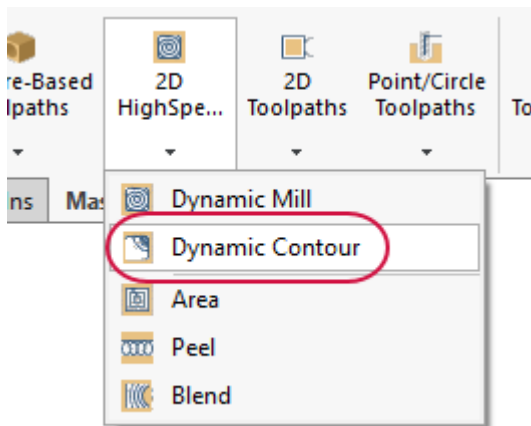 re-Based
lpaths
2D
HighSpe...
2D
Toolpaths
Point/Circle
Toolpaths
To
ns
Mas
Dynamic Mill
Dynamic Contour
Area
Peel
Blend